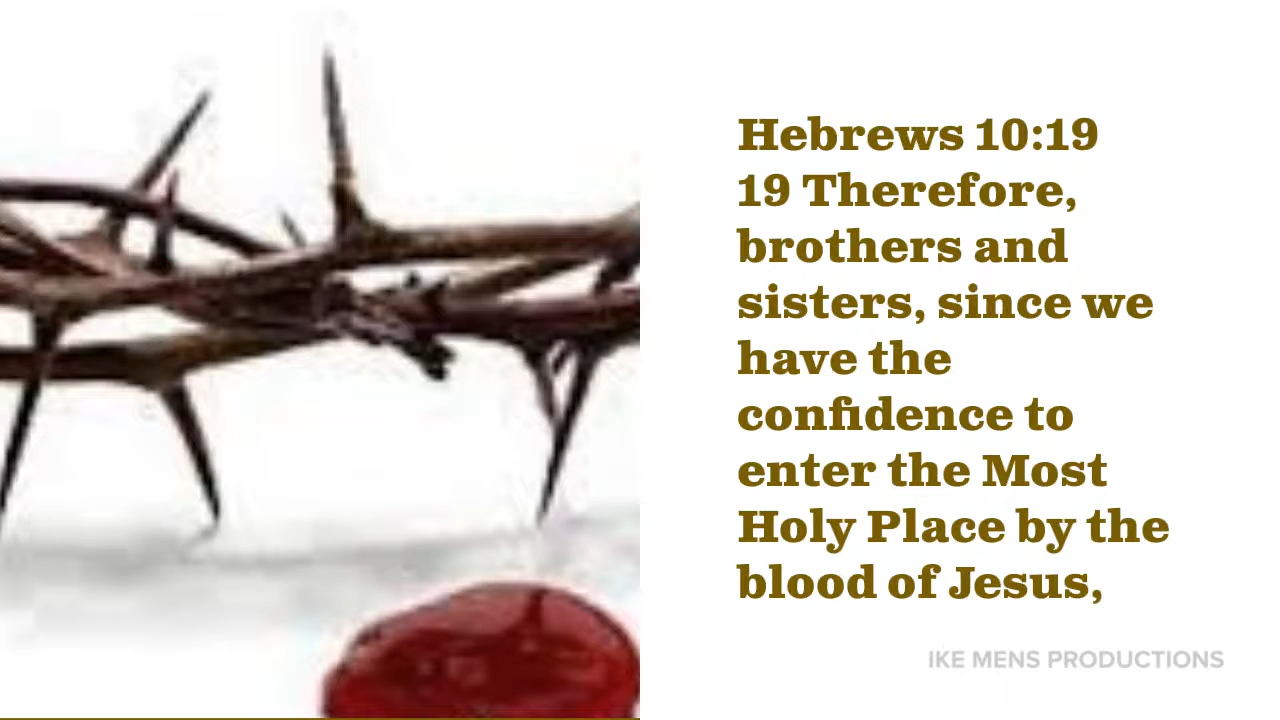 Hebrews 10:19
19 Therefore,
brothers and
sisters, since we
have the
confidence to
enter the Most
Holy Place by the
blood of Jesus,
IKE MENS PRODUCTIONS